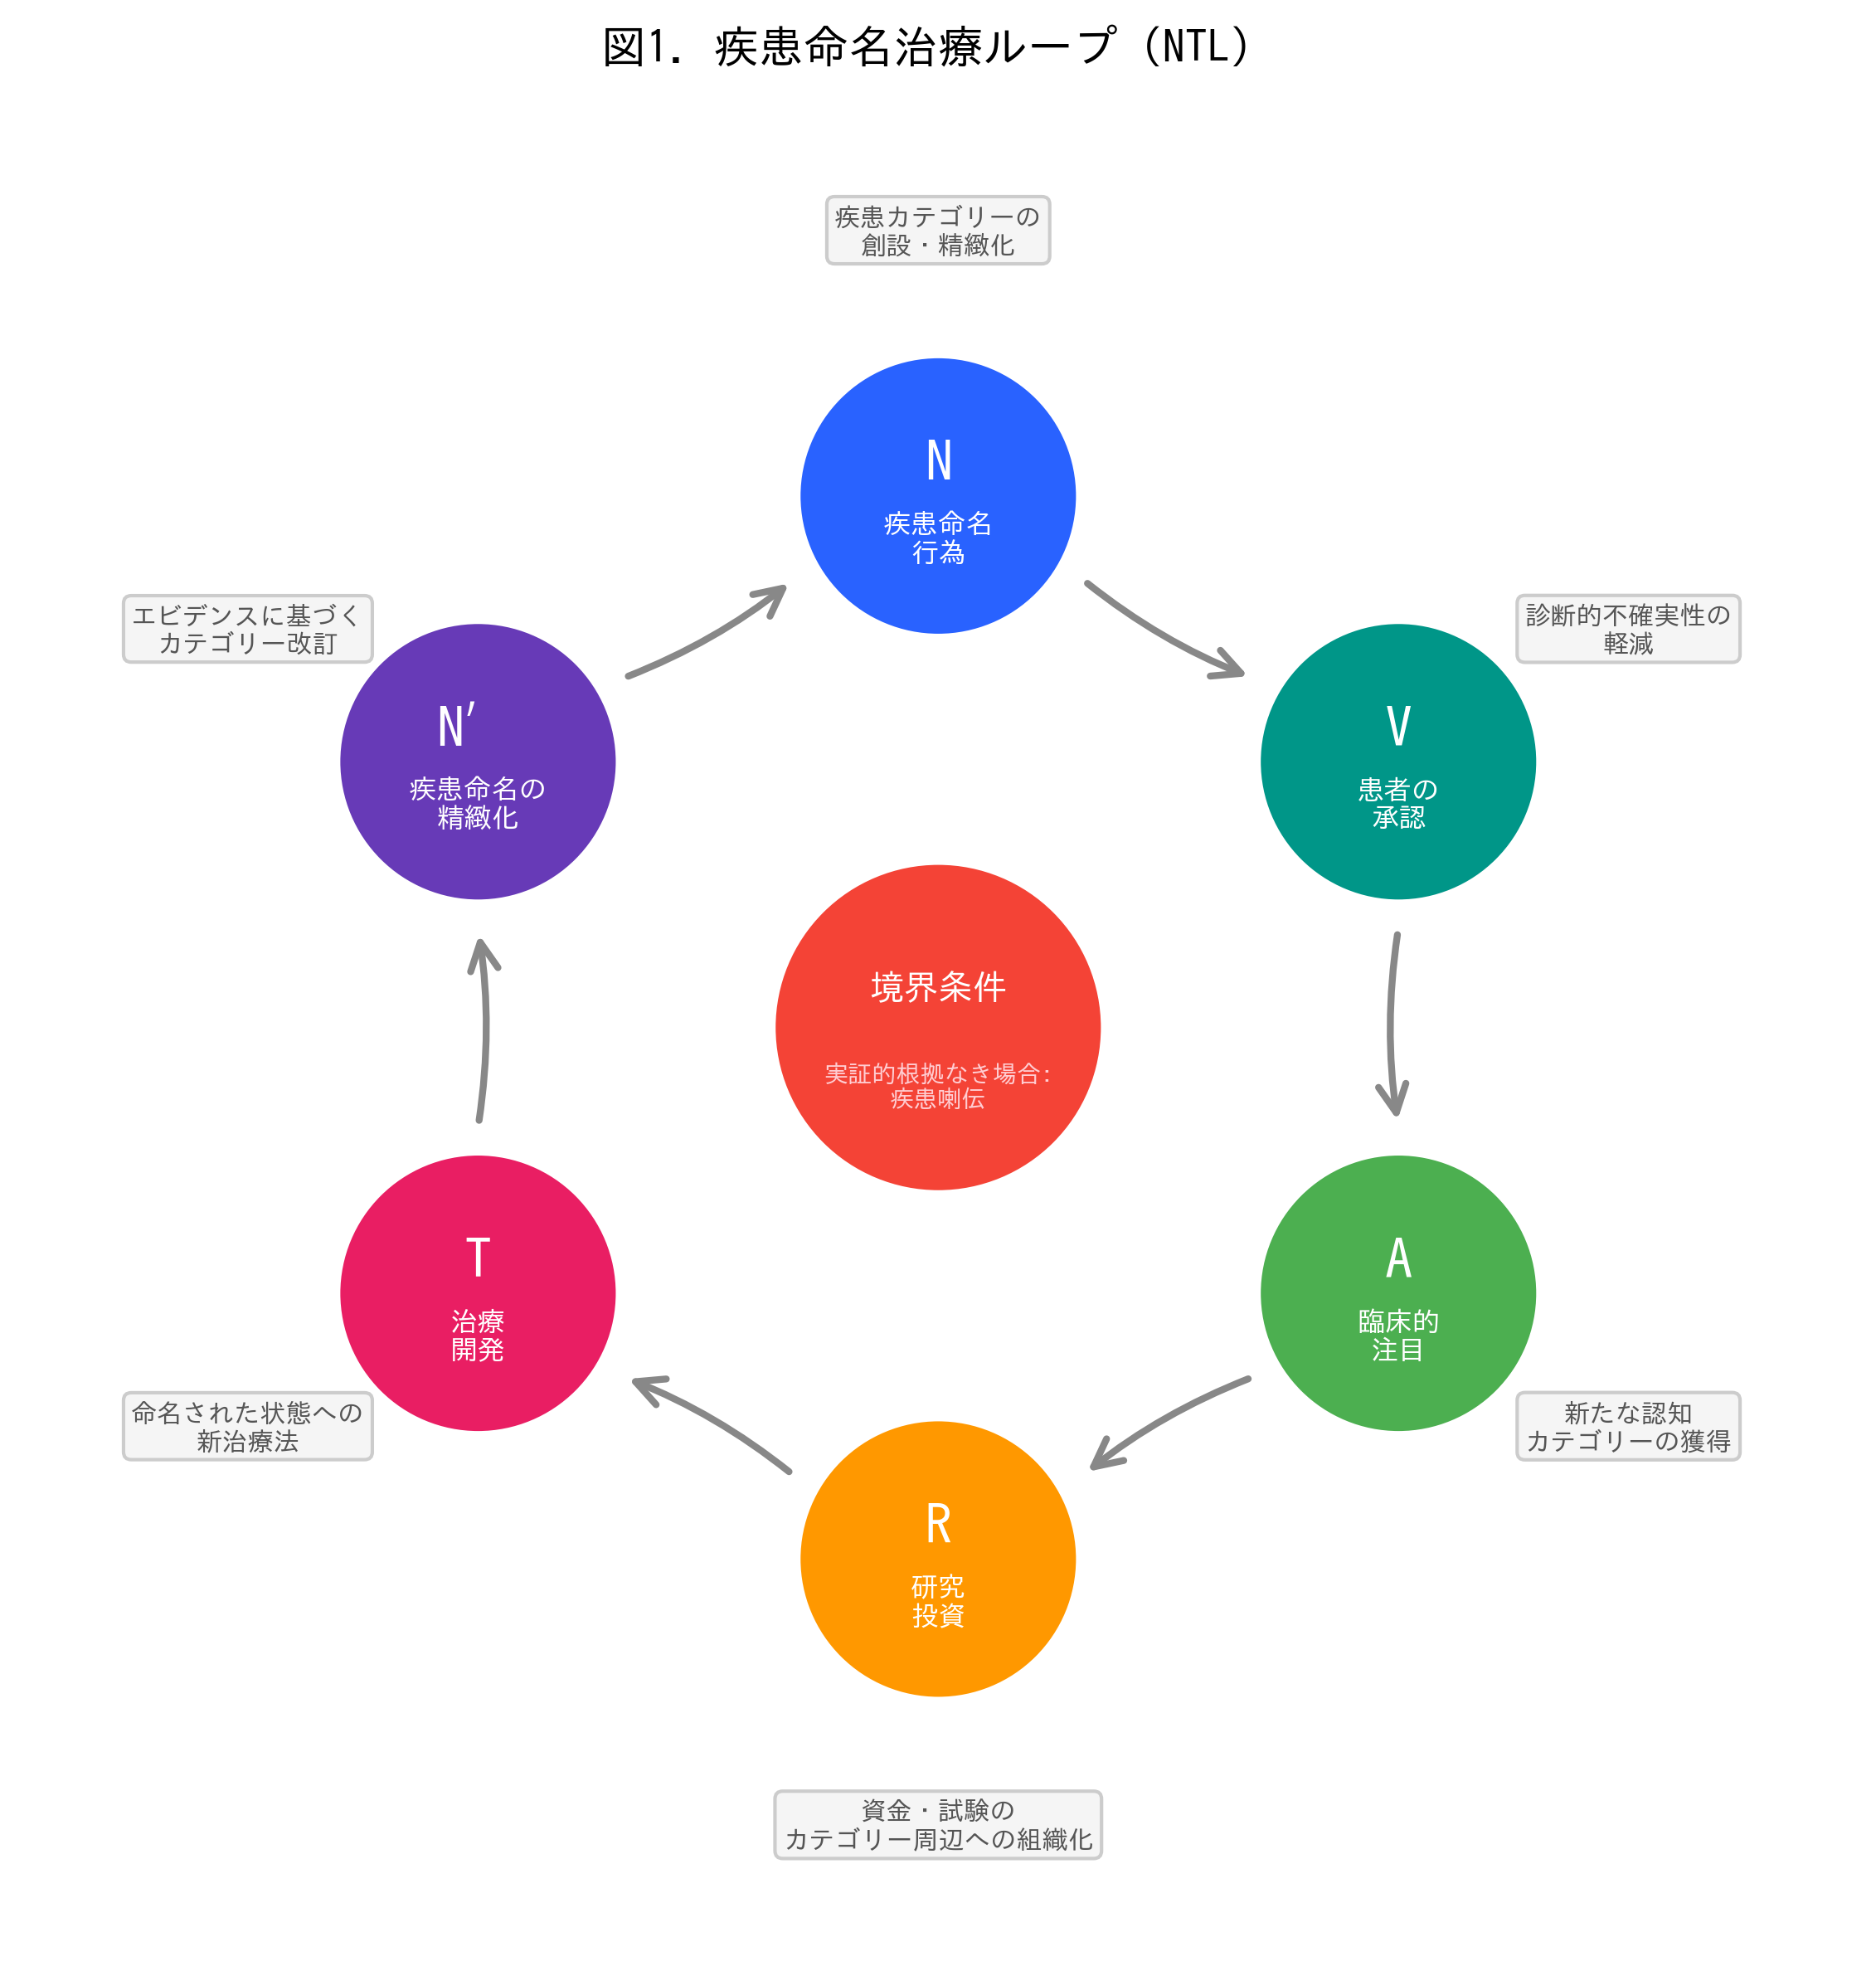 図1. 疾患命名治療ループ (NTL)
疾患カテゴリーの
創設・精緻化
N
疾患命名
行為
エビデンスに基づく
カテゴリー改訂
診断的不確実性の
軽減
N′
疾患命名の
精緻化
V
患者の
承認
境界条件
実証的根拠なき場合:
疾患喇伝
T
治療
開発
A
臨床的
注目
命名された状態への
新治療法
新たな認知
カテゴリーの獲得
R
研究
投資
資金・試験の
カテゴリー周辺への組織化